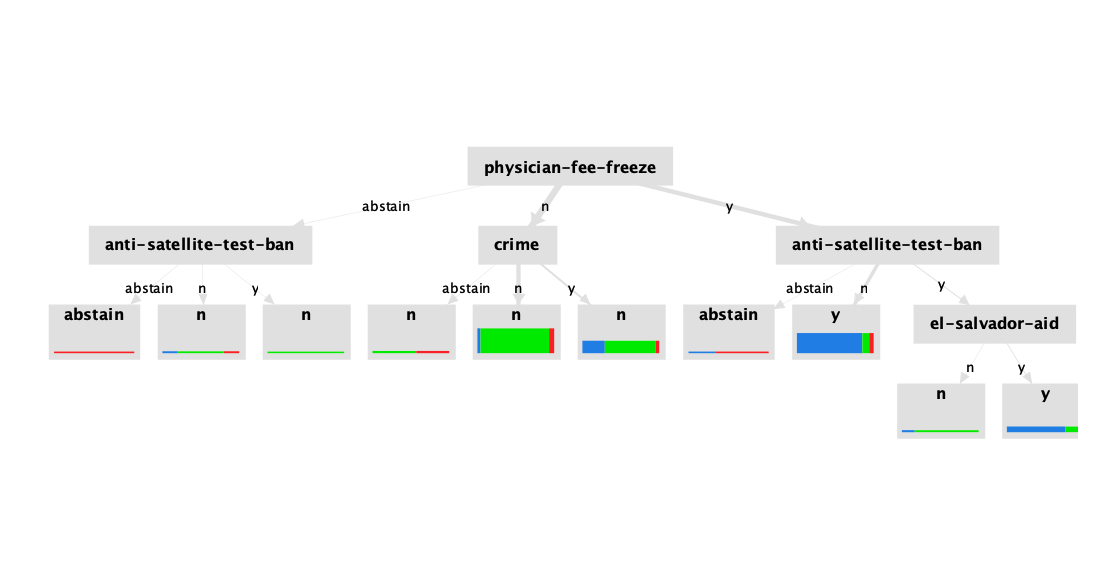 physician-fee-freeze
abstain n y
anti-satellite-test-ban crime anti-satellite-test-ban
abstain n y abstain n y abstain n y
abstain n n n n n abstain y el-salvador-aid
n y
n y